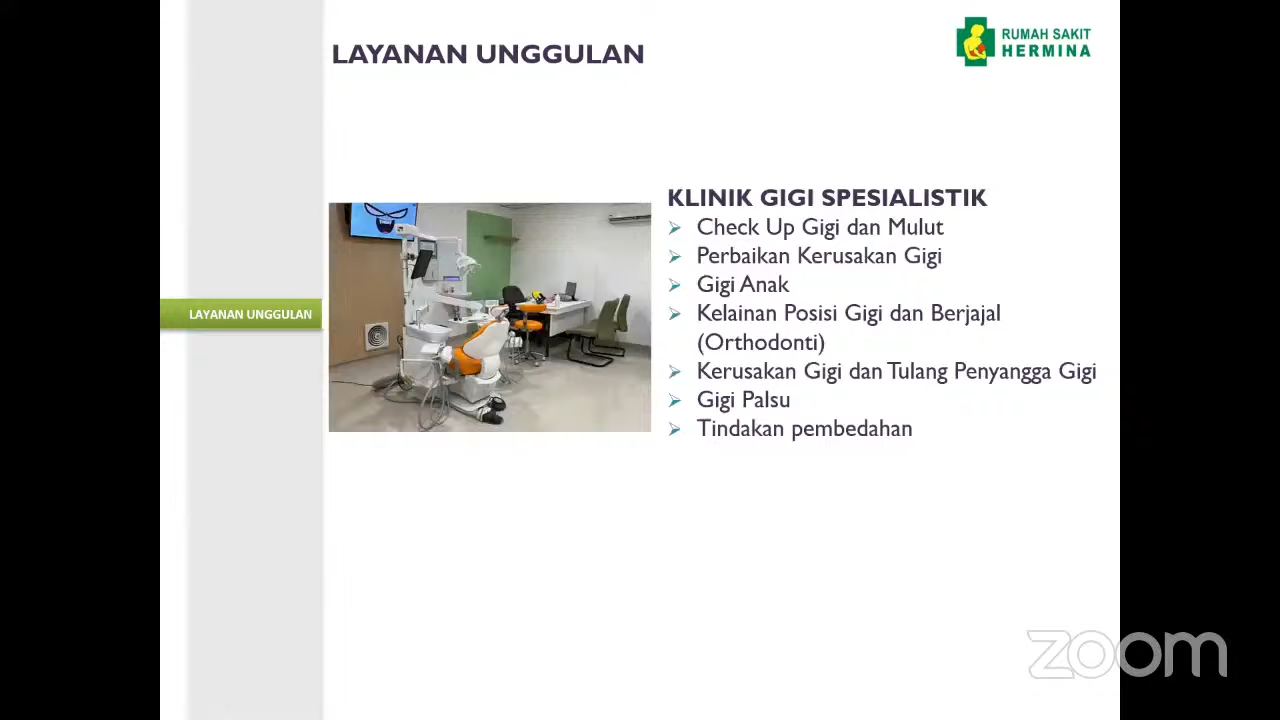 LAYANAN UNGGULAN
RUMAH SAKIT
HERMINA
KLINIK GIGI SPESIALISTIK
Check Up Gigi dan Mulut
Perbaikan Kerusakan Gigi
Gigi Anak
Kelainan Posisi Gigi dan Berjajal
(Orthodonti)
Kerusakan Gigi dan Tulang Penyangga Gigi
Gigi Palsu
Tindakan pembedahan
LAYANAN UNGGULAN
zoom